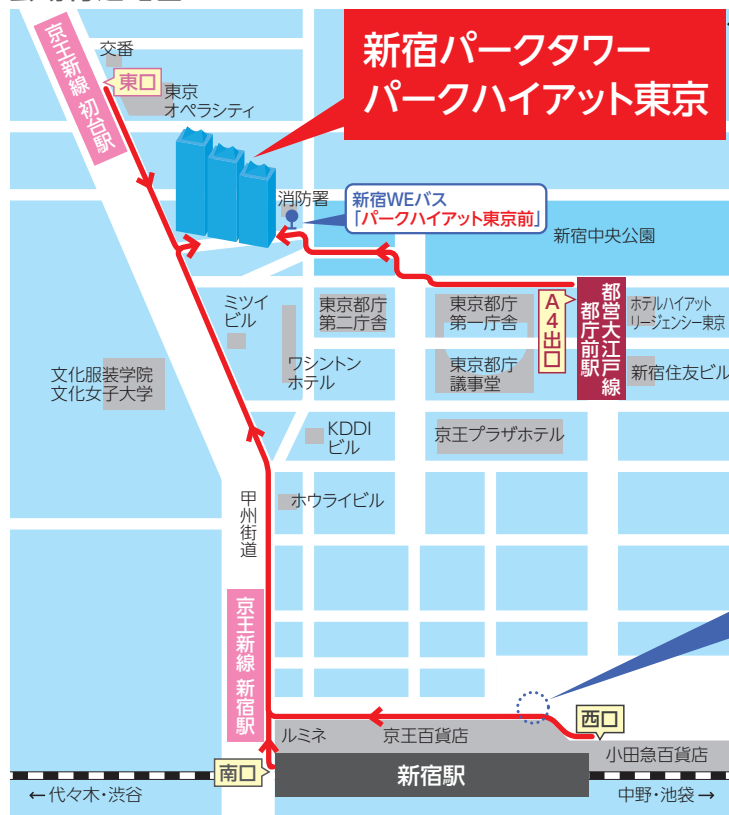 新宿パークタワー
パークハイアット東京
京王新線 初台駅
交番
東口
東京
オペラシティ
消防署
新宿WEバス
「パークハイアット東京前」
新宿中央公園
A4出口
都営大江戸線
都庁前駅
ホテルハイアット
リージェンシー東京
ミツイ
ビル
東京都庁
第二庁舎
東京都庁
第一庁舎
文化服装学院
文化女子大学
ワシントン
ホテル
東京都庁
議事堂
新宿住友ビル
KDDI
ビル
京王プラザホテル
甲州街道
ホウライビル
京王新線 新宿駅
西口
ルミネ
京王百貨店
小田急百貨店
南口
新宿駅
←代々木・渋谷
中野・池袋→